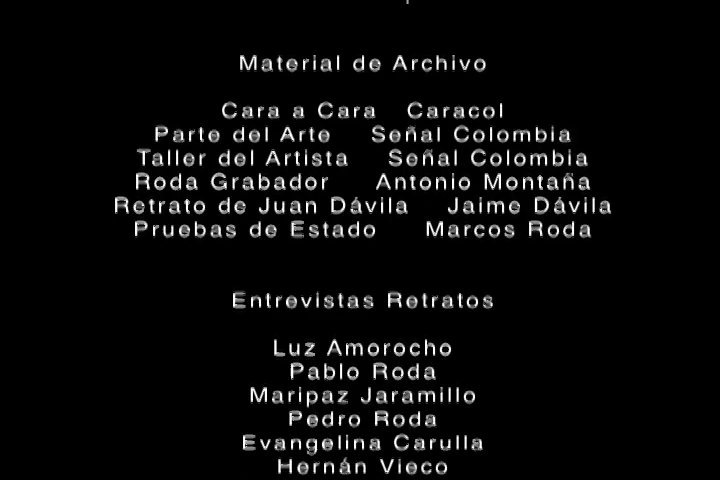 Material de Archivo
Cara a Cara Caracol
Parte del Arte Señal Colombia
Taller del Artista Señal Colombia
Roda Grabador Antonio Montaña
Retrato de Juan Dávila Jaime Dávila
Pruebas de Estado Marcos Roda
Entrevistas Retratos
Luz Amorocho
Pablo Roda
Maripaz Jaramillo
Pedro Roda
Evangelina Carulla
Hernán Vieco